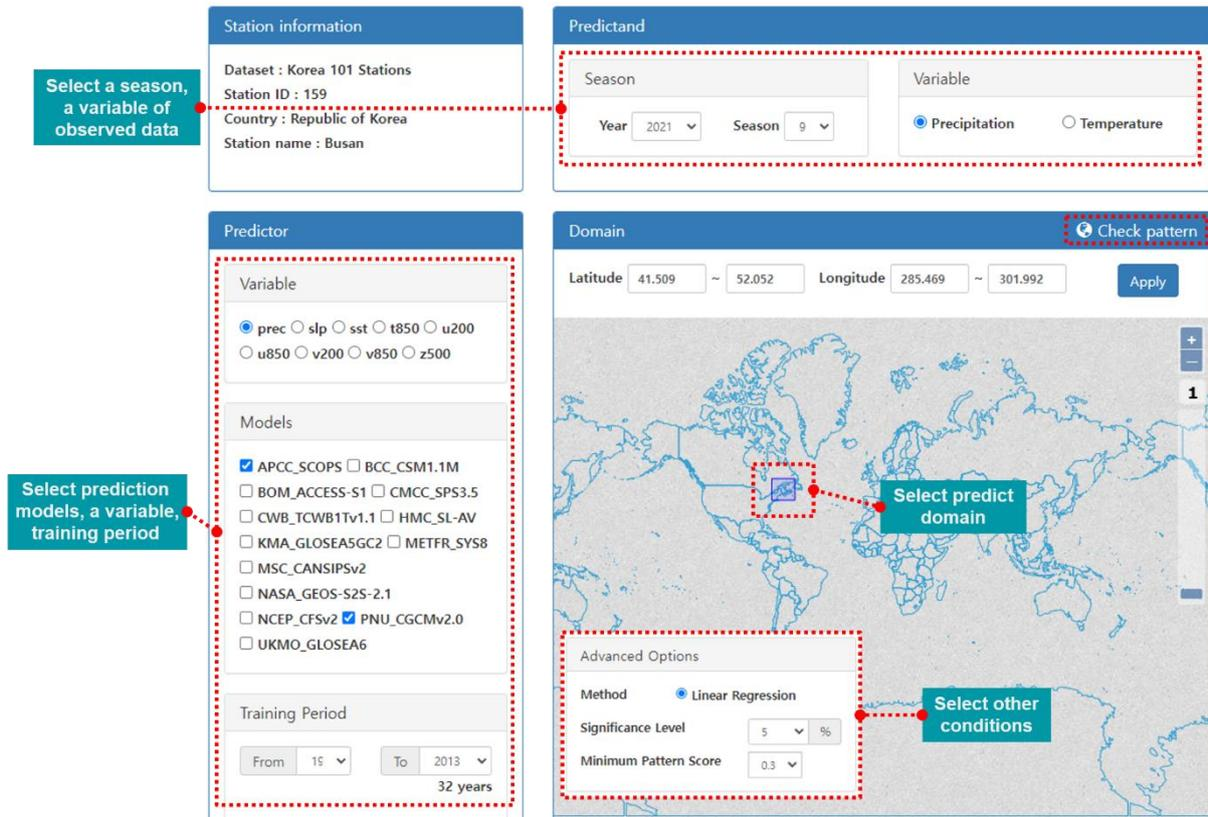 Station information
Dataset : Korea 101 Stations
Station ID : 159
Country : Republic of Korea
Station name : Busan
Select a season,
a variable of
observed data
Predictand
Season
Year 2021 Season 9
Variable
Precipitation Temperature
Predictor
Variable
prec slp sst t850 u200
u850 v200 v850 z500
Models
APCC_SCOPS BCC_CSM1.1M
BOM_ACCESS-S1 CMCC_SPS3.5
CWB_TCWB1Tv1.1 HMC_SL-AV
KMA_GLOSEA5GC2 METFR_SYS8
MSC_CANSIPSv2
NASA_GEOS-S2S-2.1
NCEP_CFSv2 PNU_CGCMv2.0
UKMO_GLOSEA6
Select prediction
models, a variable,
training period
Training Period
From 19 To 2013
32 years
Domain Check pattern
Latitude 41.509 ~ 52.052 Longitude 285.469 ~ 301.992 Apply
+
1
−
Select predict
domain
Advanced Options
Method Linear Regression
Significance Level 5 %
Minimum Pattern Score 0.3
Select other
conditions